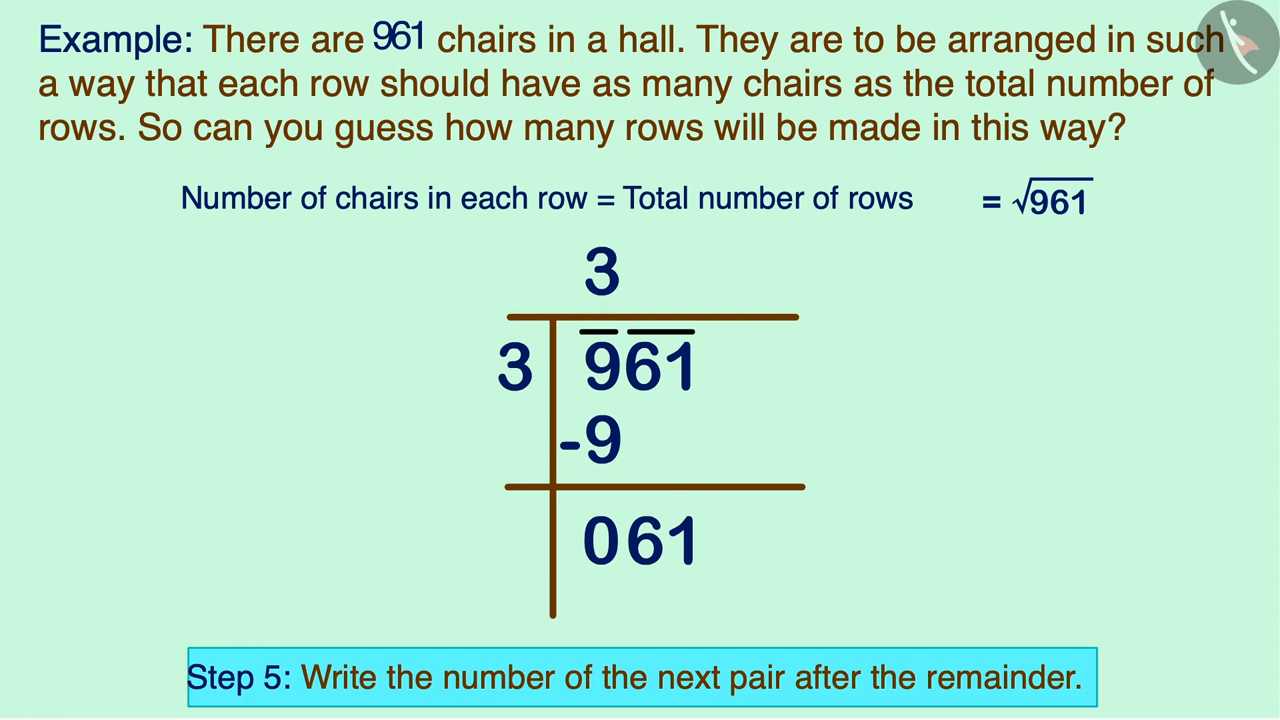 Example: There are 961 chairs in a hall. They are to be arranged in such
a way that each row should have as many chairs as the total number of
rows. So can you guess how many rows will be made in this way?
Number of chairs in each row = Total number of rows = √961
3
3 961
-9
061
Step 5: Write the number of the next pair after the remainder.